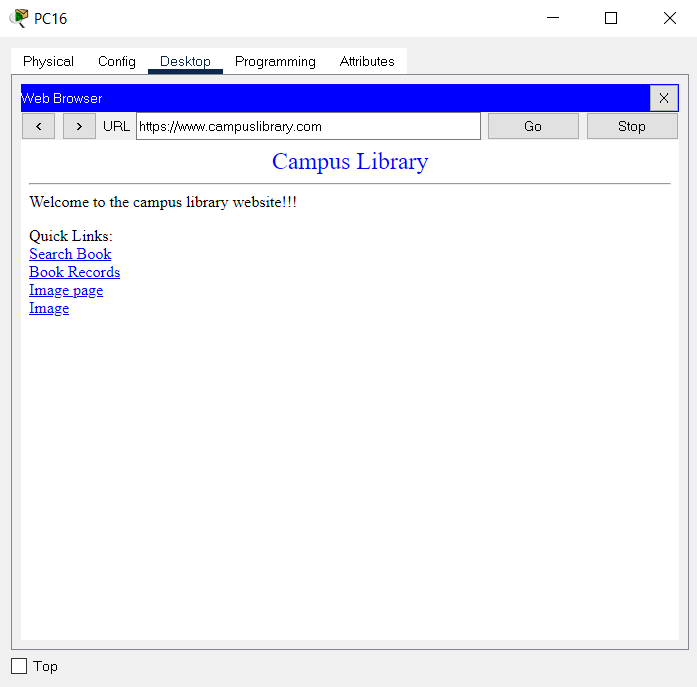 PC16
Physical Config Desktop Programming Attributes
Web Browser X
< > URL https://www.campuslibrary.com Go Stop
Campus Library
Welcome to the campus library website!!!
Quick Links:
Search Book
Book Records
Image page
Image
Top